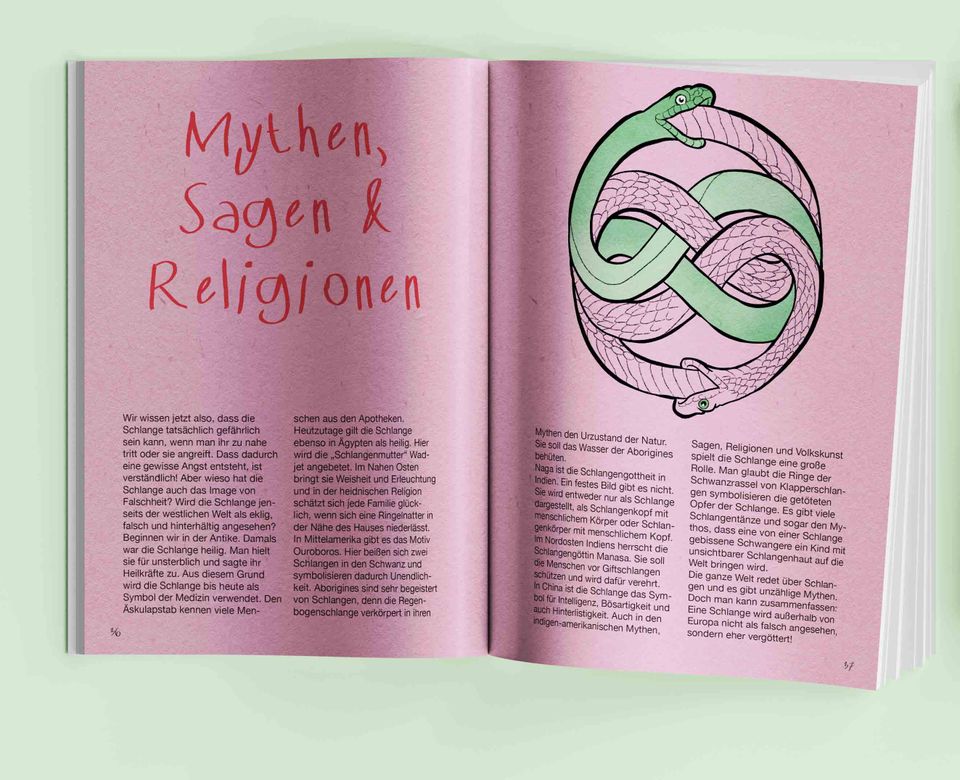 Mythen,
Sagen &
Religionen
Wir wissen jetzt also, dass die
Schlange tatsächlich gefährlich
sein kann, wenn man ihr zu nahe
tritt oder sie angreift. Dass dadurch
eine gewisse Angst entsteht, ist
verständlich! Aber wieso hat die
Schlange auch das Image von
Falschheit? Wird die Schlange jen-
seits der westlichen Welt als eklig,
falsch und hinterhältig angesehen?
Beginnen wir in der Antike. Damals
war die Schlange heilig. Man hielt
sie für unsterblich und sagte ihr
Heilkräfte zu. Aus diesem Grund
wird die Schlange bis heute als
Symbol der Medizin verwendet. Den
Äskulapstab kennen viele Men-
schen aus den Apotheken.
Heutzutage gilt die Schlange
ebenso in Ägypten als heilig. Hier
wird die „Schlangenmutter“ Wad-
jet angebetet. Im Nahen Osten
bringt sie Weisheit und Erleuchtung
und in der heidnischen Religion
schätzt sich jede Familie glück-
lich, wenn sich eine Ringelnatter in
der Nähe des Hauses niederlässt.
In Mittelamerika gibt es das Motiv
Ouroboros. Hier beißen sich zwei
Schlangen in den Schwanz und
symbolisieren dadurch Unendlich-
keit. Aborigines sind sehr begeistert
von Schlangen, denn die Regen-
bogenschlange verkörpert in ihren
36
Mythen den Urzustand der Natur.
Sie soll das Wasser der Aborigines
behüten.
Naga ist die Schlangengottheit in
Indien. Ein festes Bild gibt es nicht.
Sie wird entweder nur als Schlange
dargestellt, als Schlangenkopf mit
menschlichem Körper oder Schlan-
genkörper mit menschlichem Kopf.
Im Nordosten Indiens herrscht die
Schlangengöttin Manasa. Sie soll
die Menschen vor Giftschlangen
schützen und wird dafür verehrt.
In China ist die Schlange das Sym-
bol für Intelligenz, Bösartigkeit und
auch Hinterlistigkeit. Auch in den
indigen-amerikanischen Mythen,
Sagen, Religionen und Volkskunst
spielt die Schlange eine große
Rolle. Man glaubt die Ringe der
Schwanzrassel von Klapperschlan-
gen symbolisieren die getöteten
Opfer der Schlange. Es gibt viele
Schlangentänze und sogar den My-
thos, dass eine von einer Schlange
gebissene Schwangere ein Kind mit
unsichtbarer Schlangenhaut auf die
Welt bringen wird.
Die ganze Welt redet über Schlan-
gen und es gibt unzählige Mythen.
Doch man kann zusammenfassen:
Eine Schlange wird außerhalb von
Europa nicht als falsch angesehen,
sondern eher vergöttert!
37